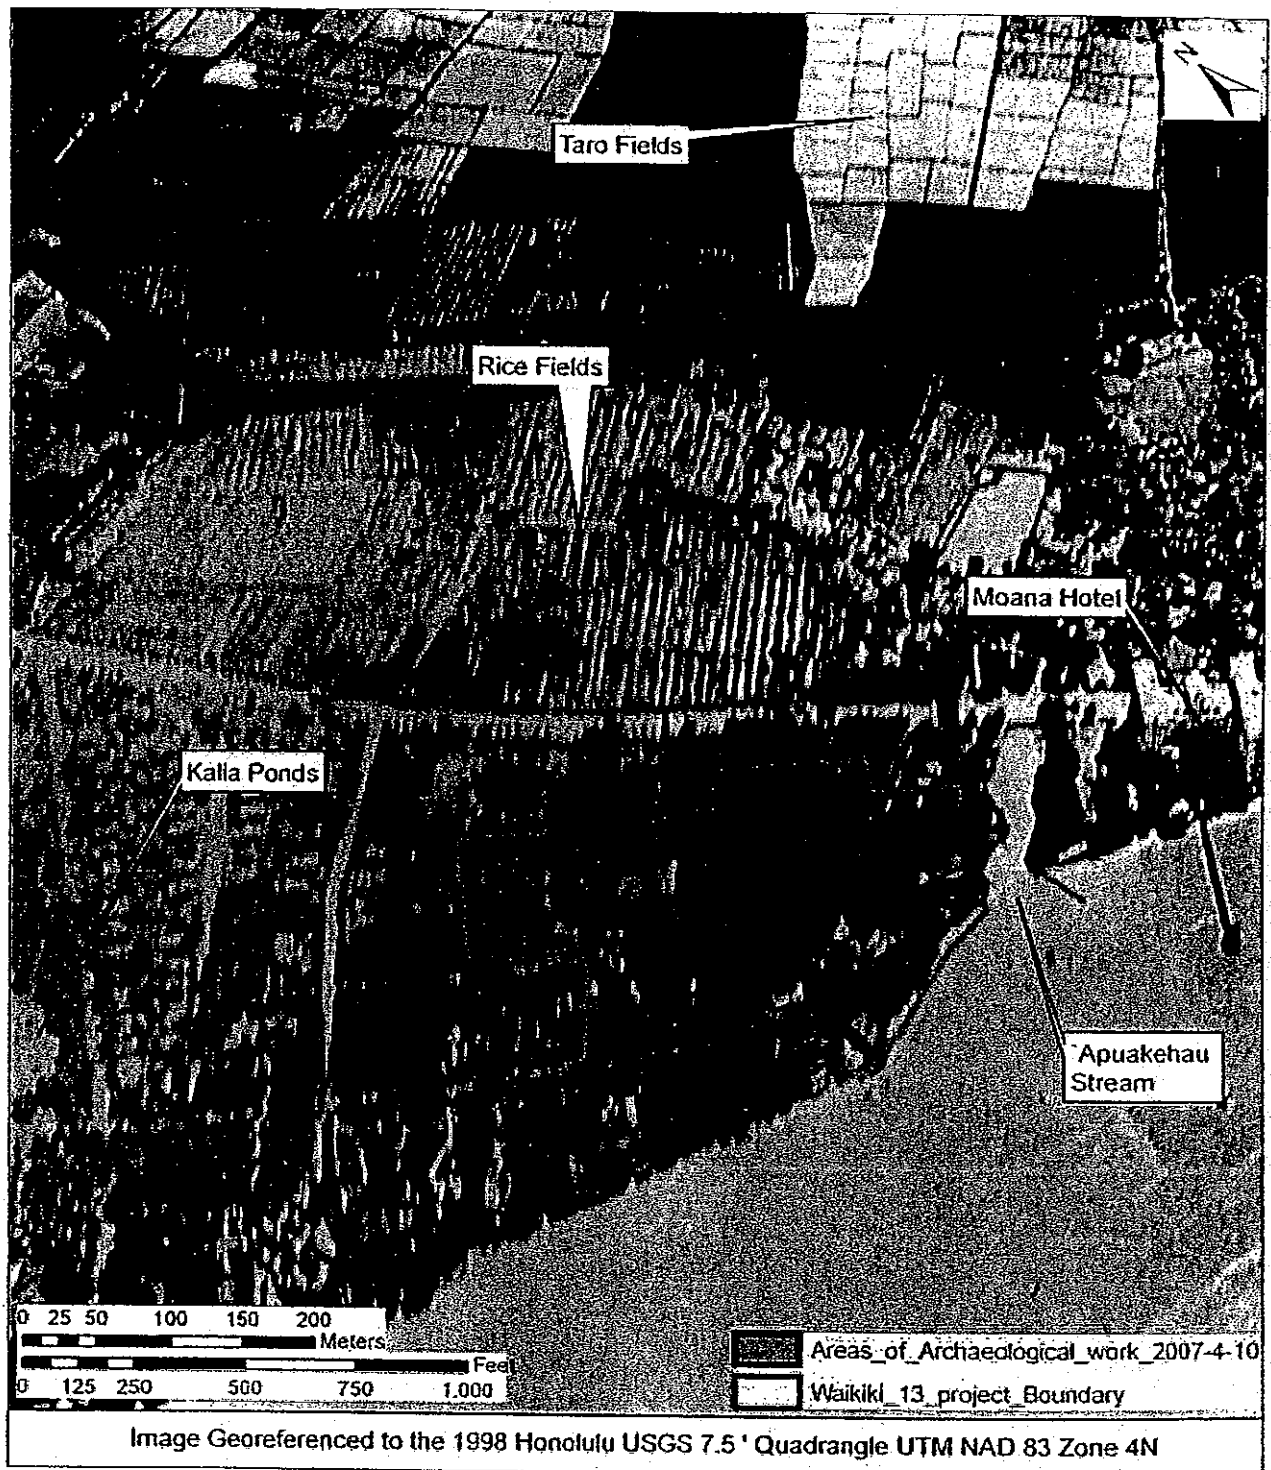 N
Taro Fields
Rice Fields
Moana Hotel
Kalia Ponds
`Apuakehau
Stream
0 25 50 100 150 200
Meters
Feet
0 125 250 500 750 1,000
Areas_of_Archaeological_work_2007-4-10
Waikiki_13_project_Boundary
Image Georeferenced to the 1998 Honolulu USGS 7.5 ' Quadrangle UTM NAD 83 Zone 4N